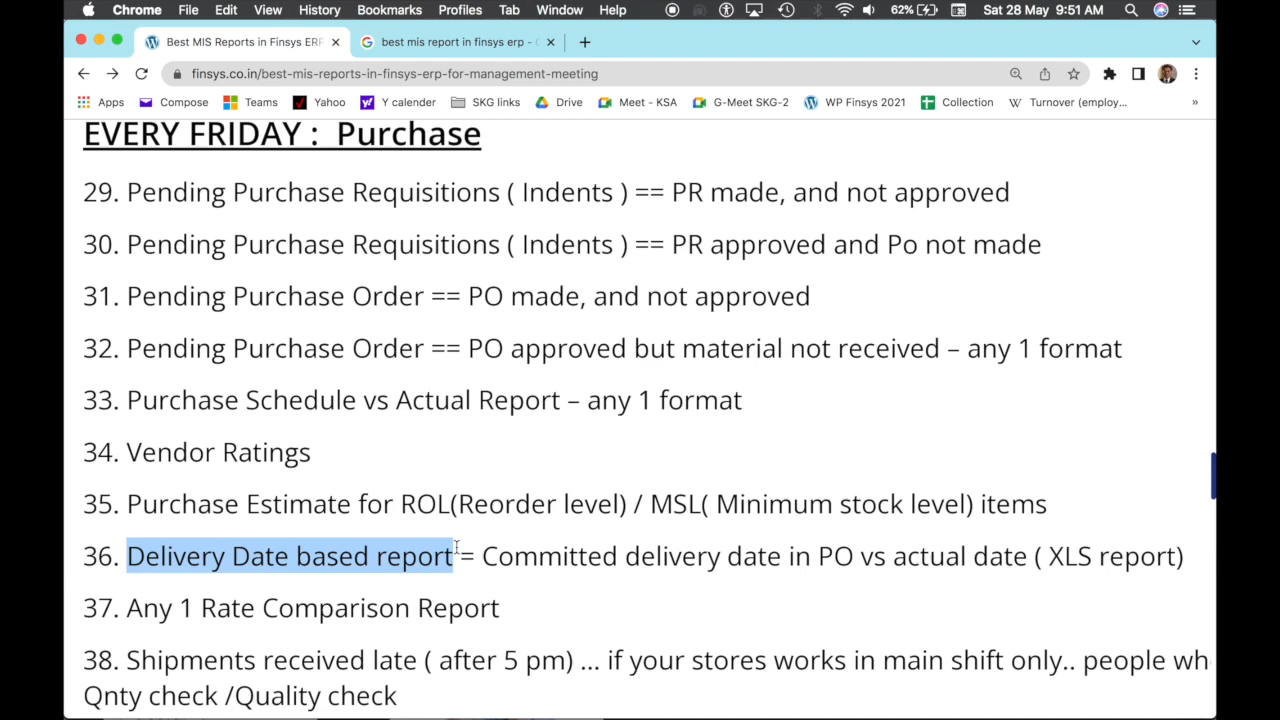 Chrome File Edit View History Bookmarks Profiles Tab Window Help 62% Sat 28 May 9:51 AM
Best MIS Reports in Finsys ERP best mis report in finsys erp -
finsys.co.in/best-mis-reports-in-finsys-erp-for-management-meeting
Apps Compose Teams Yahoo Y calender SKG links Drive Meet - KSA G-Meet SKG-2 WP Finsys 2021 Collection Turnover (employ... »
EVERY FRIDAY : Purchase
29. Pending Purchase Requisitions ( Indents ) == PR made, and not approved
30. Pending Purchase Requisitions ( Indents ) == PR approved and Po not made
31. Pending Purchase Order == PO made, and not approved
32. Pending Purchase Order == PO approved but material not received – any 1 format
33. Purchase Schedule vs Actual Report – any 1 format
34. Vendor Ratings
35. Purchase Estimate for ROL(Reorder level) / MSL( Minimum stock level) items
36. Delivery Date based report = Committed delivery date in PO vs actual date ( XLS report)
37. Any 1 Rate Comparison Report
38. Shipments received late ( after 5 pm) ... if your stores works in main shift only.. people wh
Qnty check /Quality check